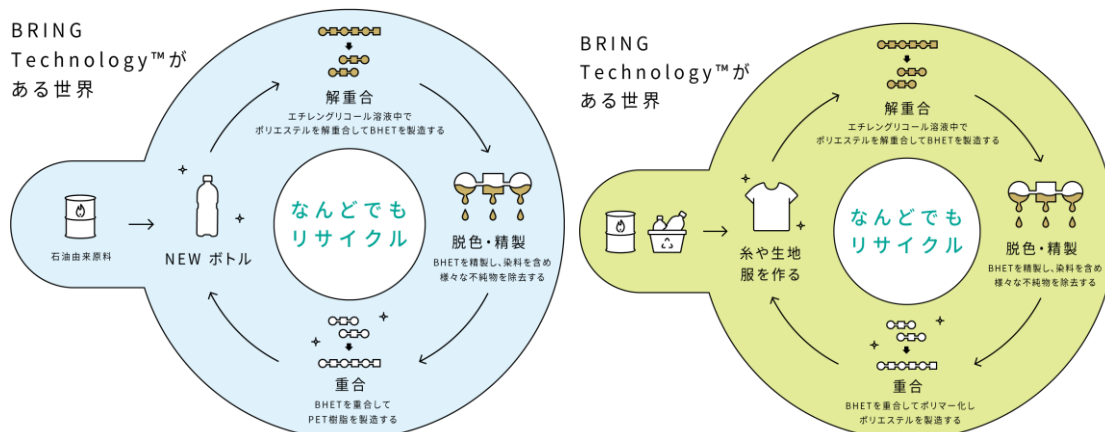 BRING
Technology™が
ある世界
解重合
エチレングリコール溶液中で
ポリエステルを解重合してBHETを製造する
石油由来原料
NEW ボトル
なんどでも
リサイクル
脱色・精製
BHETを精製し、染料を含め
様々な不純物を除去する
重合
BHETを重合して
PET樹脂を製造する
BRING
Technology™が
ある世界
解重合
エチレングリコール溶液中で
ポリエステルを解重合してBHETを製造する
糸や生地
服を作る
なんどでも
リサイクル
脱色・精製
BHETを精製し、染料を含め
様々な不純物を除去する
重合
BHETを重合してポリマー化し
ポリエステルを製造する